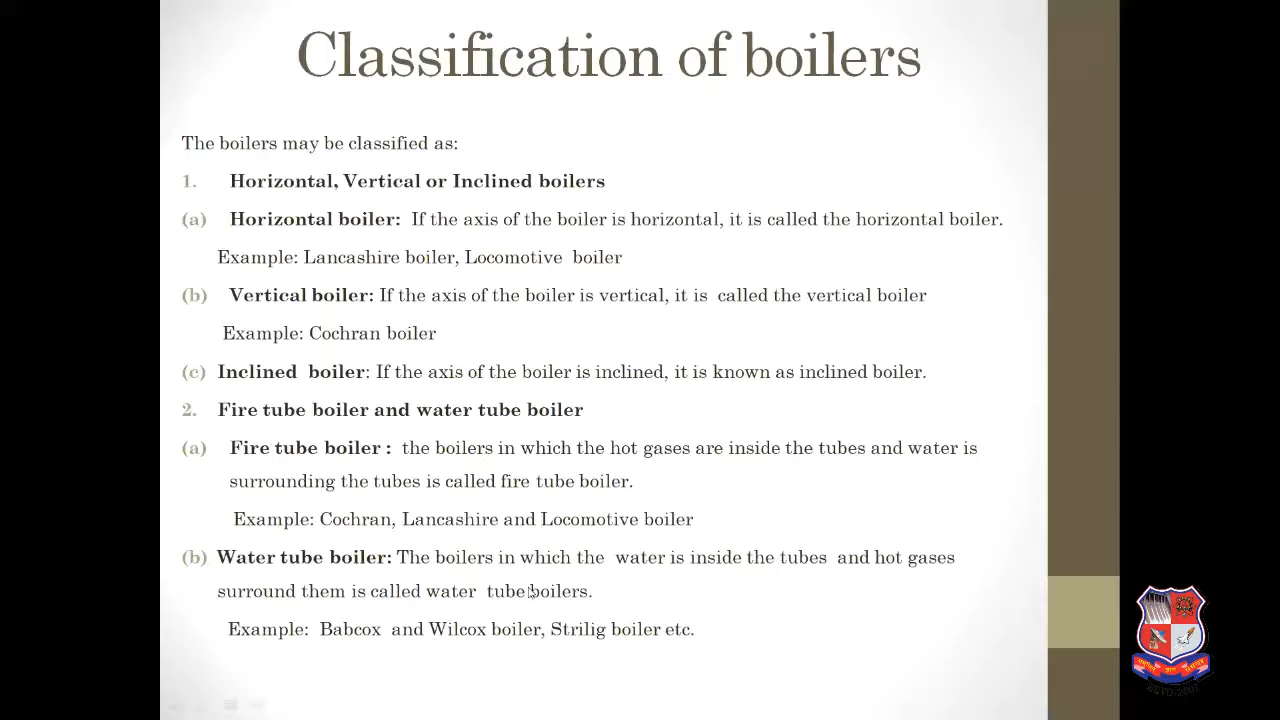 Classification of boilers
The boilers may be classified as:
1. Horizontal, Vertical or Inclined boilers
(a) Horizontal boiler: If the axis of the boiler is horizontal, it is called the horizontal boiler.
Example: Lancashire boiler, Locomotive boiler
(b) Vertical boiler: If the axis of the boiler is vertical, it is called the vertical boiler
Example: Cochran boiler
(c) Inclined boiler: If the axis of the boiler is inclined, it is known as inclined boiler.
2. Fire tube boiler and water tube boiler
(a) Fire tube boiler : the boilers in which the hot gases are inside the tubes and water is
surrounding the tubes is called fire tube boiler.
Example: Cochran, Lancashire and Locomotive boiler
(b) Water tube boiler: The boilers in which the water is inside the tubes and hot gases
surround them is called water tube boilers.
Example: Babcox and Wilcox boiler, Strilig boiler etc.